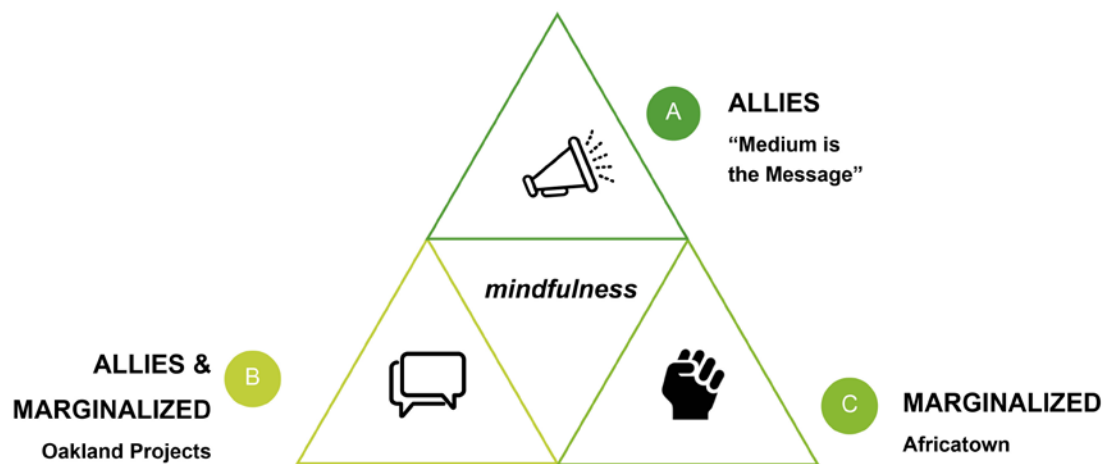 A
ALLIES
“Medium is
the Message”
mindfulness
ALLIES &
B
MARGINALIZED
Oakland Projects
C
MARGINALIZED
Africatown